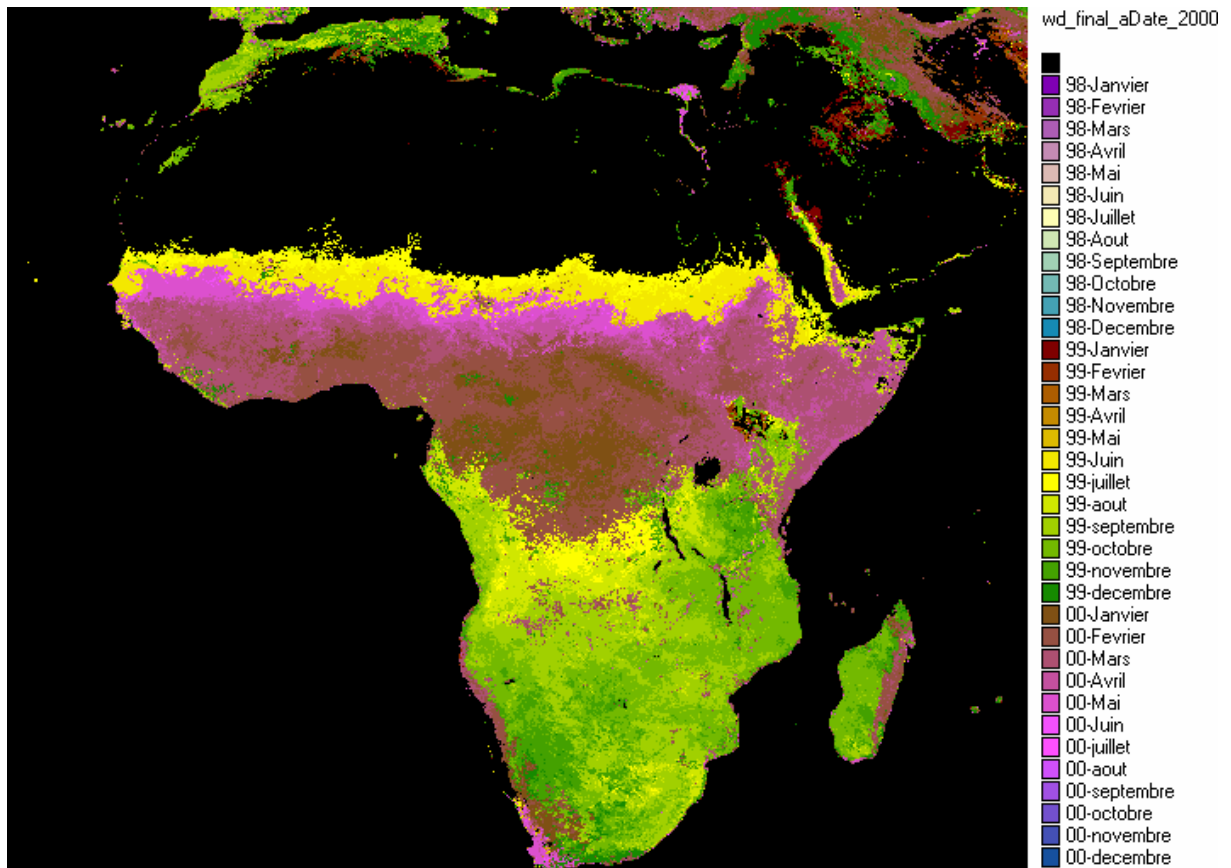 wd_final_aDate_2000
98-Janvier
98-Fevrier
98-Mars
98-Avril
98-Mai
98-Juin
98-Juillet
98-Aout
98-Septembre
98-Octobre
98-Novembre
98-Decembre
99-Janvier
99-Fevrier
99-Mars
99-Avril
99-Mai
99-Juin
99-juillet
99-aout
99-septembre
99-octobre
99-novembre
99-decembre
00-Janvier
00-Fevrier
00-Mars
00-Avril
00-Mai
00-Juin
00-juillet
00-aout
00-septembre
00-octobre
00-novembre
00-decembre